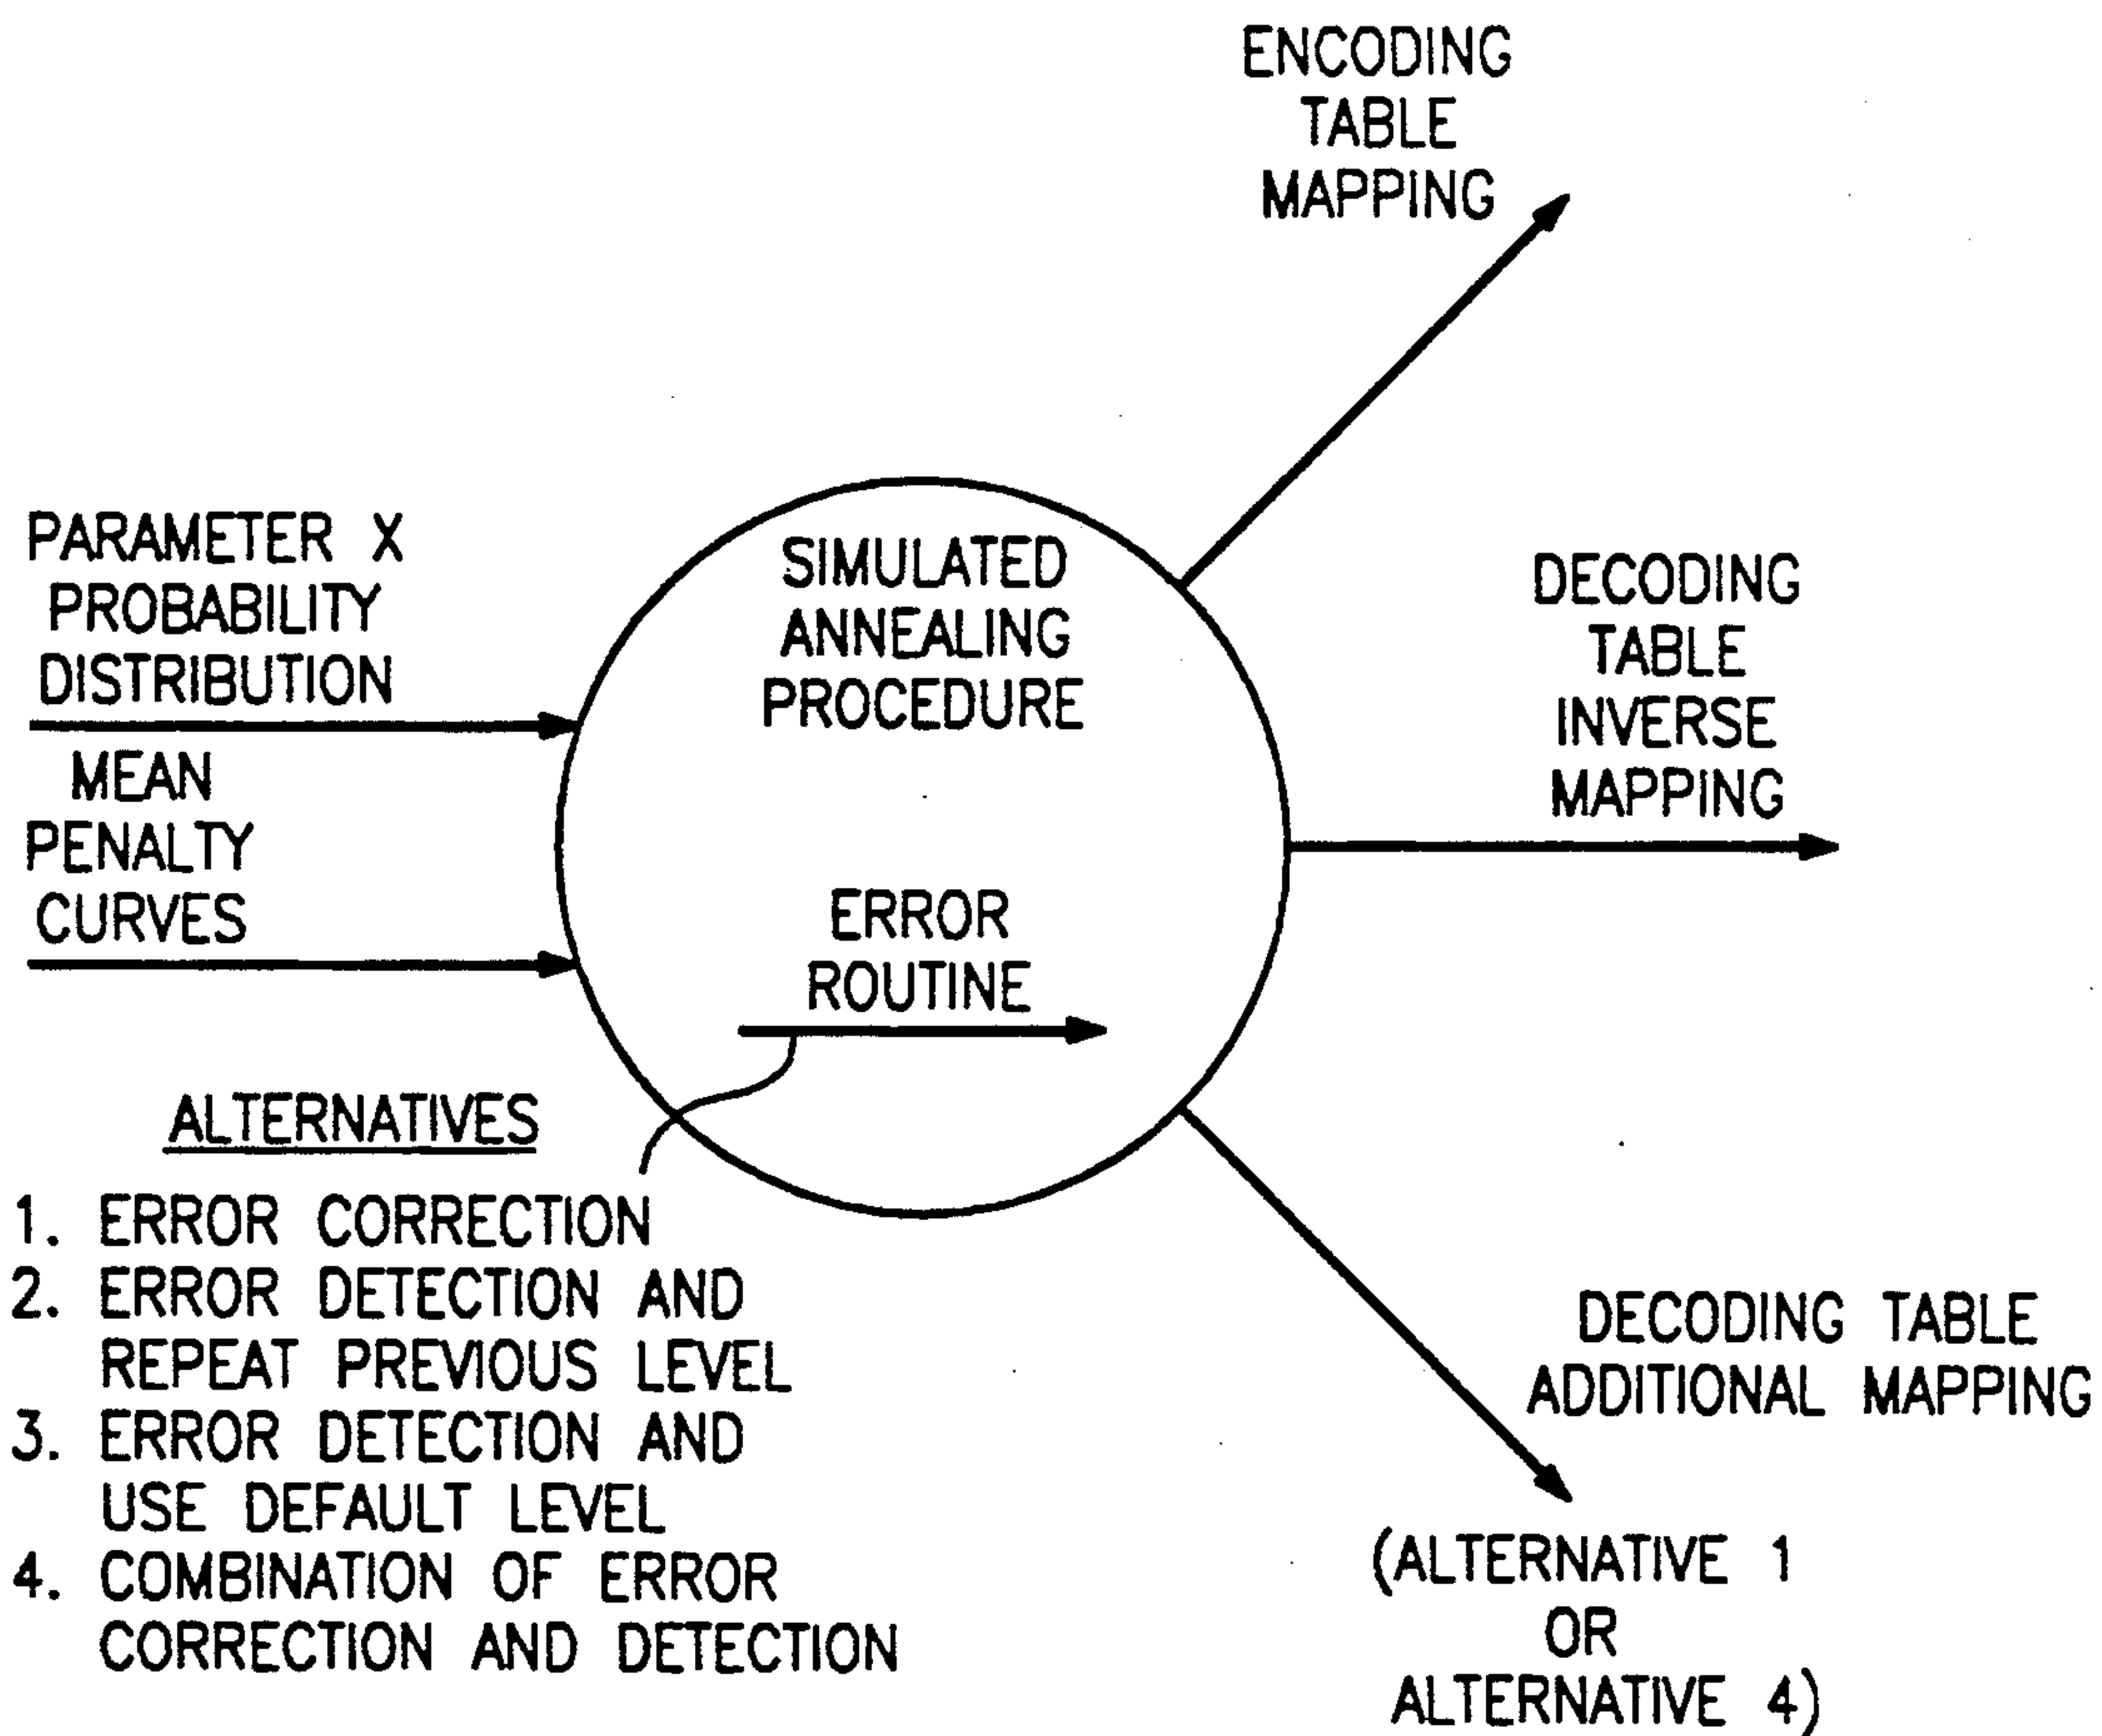 ENCODING
TABLE
MAPPING
PARAMETER X
PROBABILITY
DISTRIBUTION
MEAN
PENALTY
CURVES
SIMULATED
ANNEALING
PROCEDURE
ERROR
ROUTINE
DECODING
TABLE
INVERSE
MAPPING
ALTERNATIVES
1. ERROR CORRECTION
2. ERROR DETECTION AND
REPEAT PREVIOUS LEVEL
3. ERROR DETECTION AND
USE DEFAULT LEVEL
4. COMBINATION OF ERROR
CORRECTION AND DETECTION
DECODING TABLE
ADDITIONAL MAPPING
(ALTERNATIVE 1
OR
ALTERNATIVE 4)